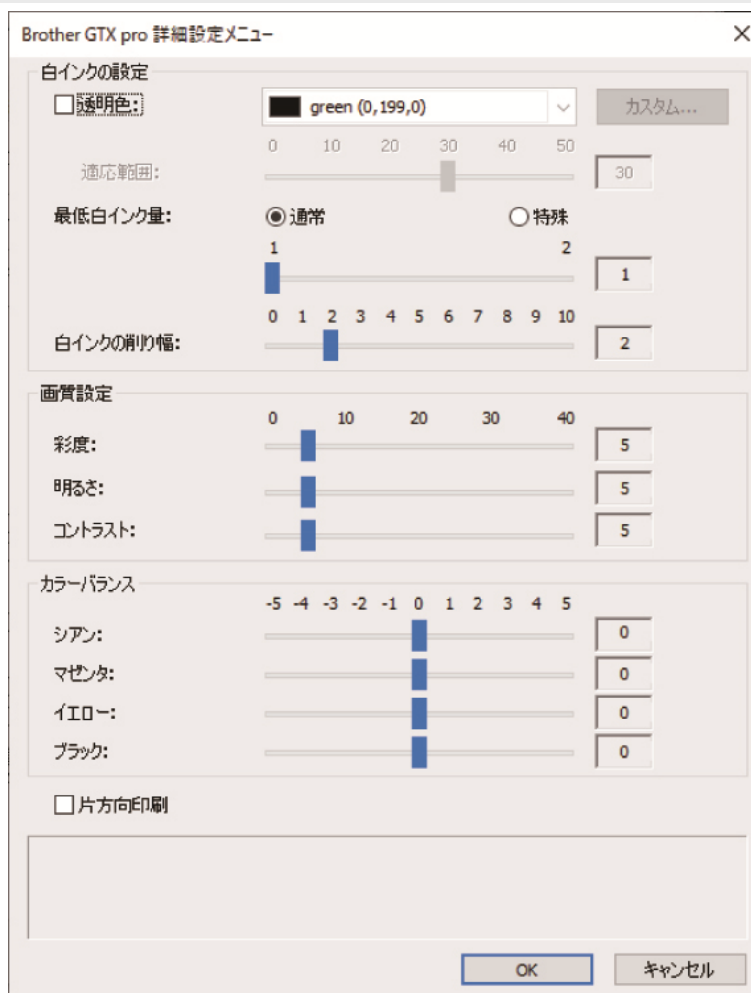 Brother GTX pro 詳細設定メニュー
白インクの設定
透明色:
green (0,199,0)
カスタム...
0 10 20 30 40 50
適応範囲:
30
最低白インク量:
通常
特殊
1 2
1
0 1 2 3 4 5 6 7 8 9 10
白インクの削り幅:
2
画質設定
0 10 20 30 40
彩度:
5
明るさ:
5
コントラスト:
5
カラーバランス
-5 -4 -3 -2 -1 0 1 2 3 4 5
シアン:
0
マゼンタ:
0
イエロー:
0
ブラック:
0
片方向印刷
OK
キャンセル